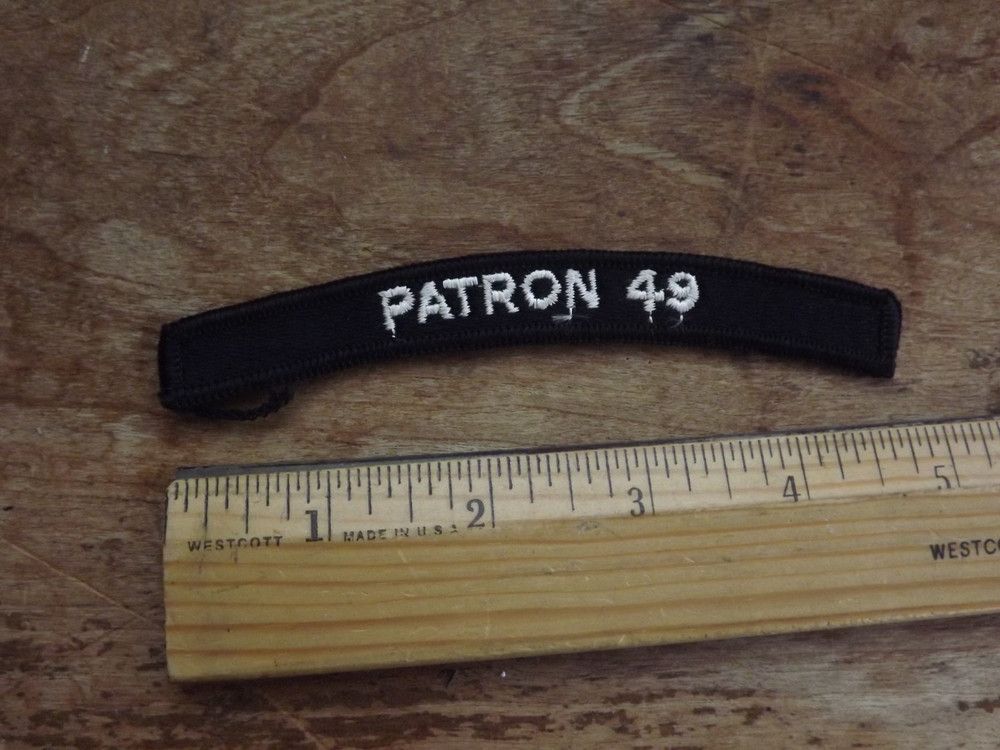 PATRON 49
1 2 3 4 5
WESTCOTT MADE IN U.S.A
WESTCO